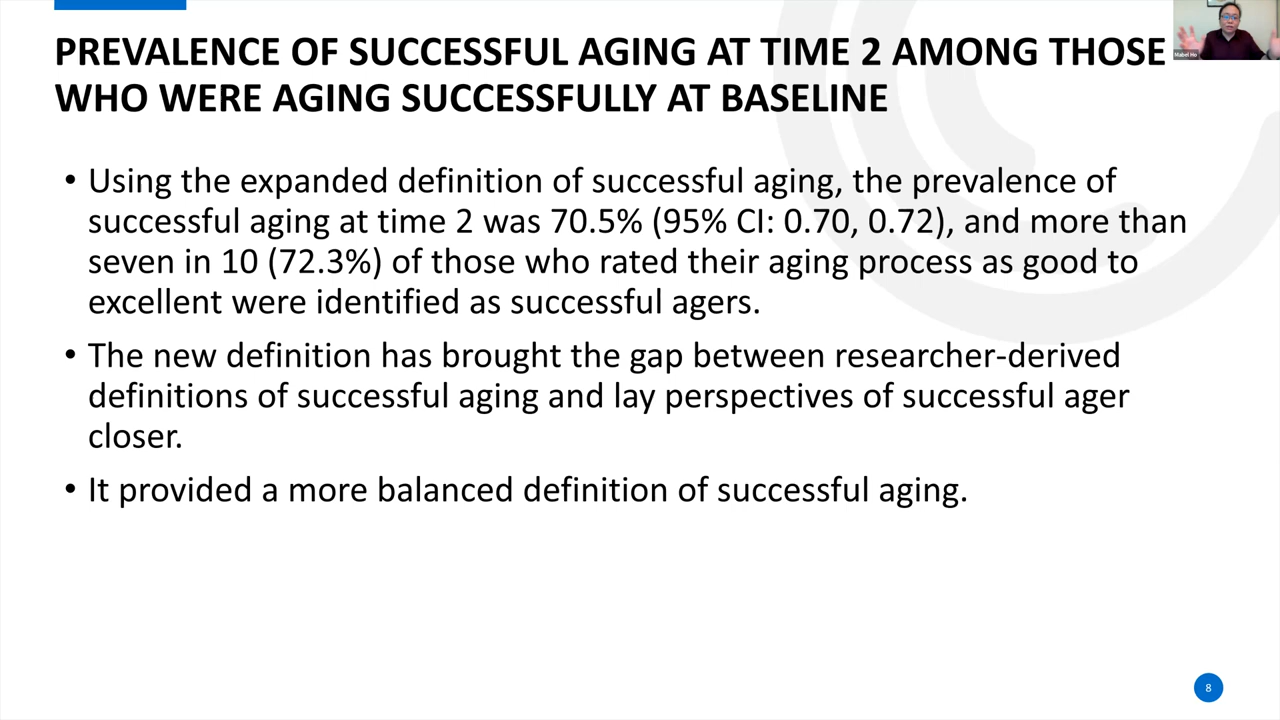 PREVALENCE OF SUCCESSFUL AGING AT TIME 2 AMONG THOSE
WHO WERE AGING SUCCESSFULLY AT BASELINE
Mabel Ho
• Using the expanded definition of successful aging, the prevalence of
successful aging at time 2 was 70.5% (95% CI: 0.70, 0.72), and more than
seven in 10 (72.3%) of those who rated their aging process as good to
excellent were identified as successful agers.
• The new definition has brought the gap between researcher-derived
definitions of successful aging and lay perspectives of successful ager
closer.
• It provided a more balanced definition of successful aging.
8